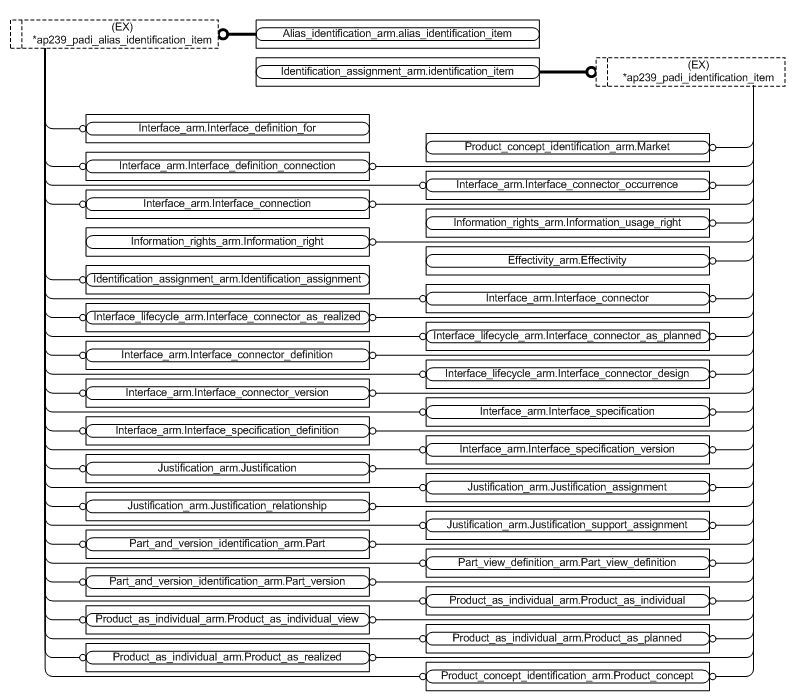 (EX)
*ap239_padi_alias_identification_item
Alias_identification_arm.alias_identification_item
Identification_assignment_arm.identification_item
(EX)
*ap239_padi_identification_item
Interface_arm.Interface_definition_for
Product_concept_identification_arm.Market
Interface_arm.Interface_definition_connection
Interface_arm.Interface_connector_occurrence
Interface_arm.Interface_connection
Information_rights_arm.Information_usage_right
Information_rights_arm.Information_right
Effectivity_arm.Effectivity
Identification_assignment_arm.Identification_assignment
Interface_arm.Interface_connector
Interface_lifecycle_arm.Interface_connector_as_realized
Interface_lifecycle_arm.Interface_connector_as_planned
Interface_arm.Interface_connector_definition
Interface_lifecycle_arm.Interface_connector_design
Interface_arm.Interface_connector_version
Interface_arm.Interface_specification
Interface_arm.Interface_specification_definition
Interface_arm.Interface_specification_version
Justification_arm.Justification
Justification_arm.Justification_assignment
Justification_arm.Justification_relationship
Justification_arm.Justification_support_assignment
Part_and_version_identification_arm.Part
Part_view_definition_arm.Part_view_definition
Part_and_version_identification_arm.Part_version
Product_as_individual_arm.Product_as_individual
Product_as_individual_arm.Product_as_individual_view
Product_as_individual_arm.Product_as_planned
Product_as_individual_arm.Product_as_realized
Product_concept_identification_arm.Product_concept